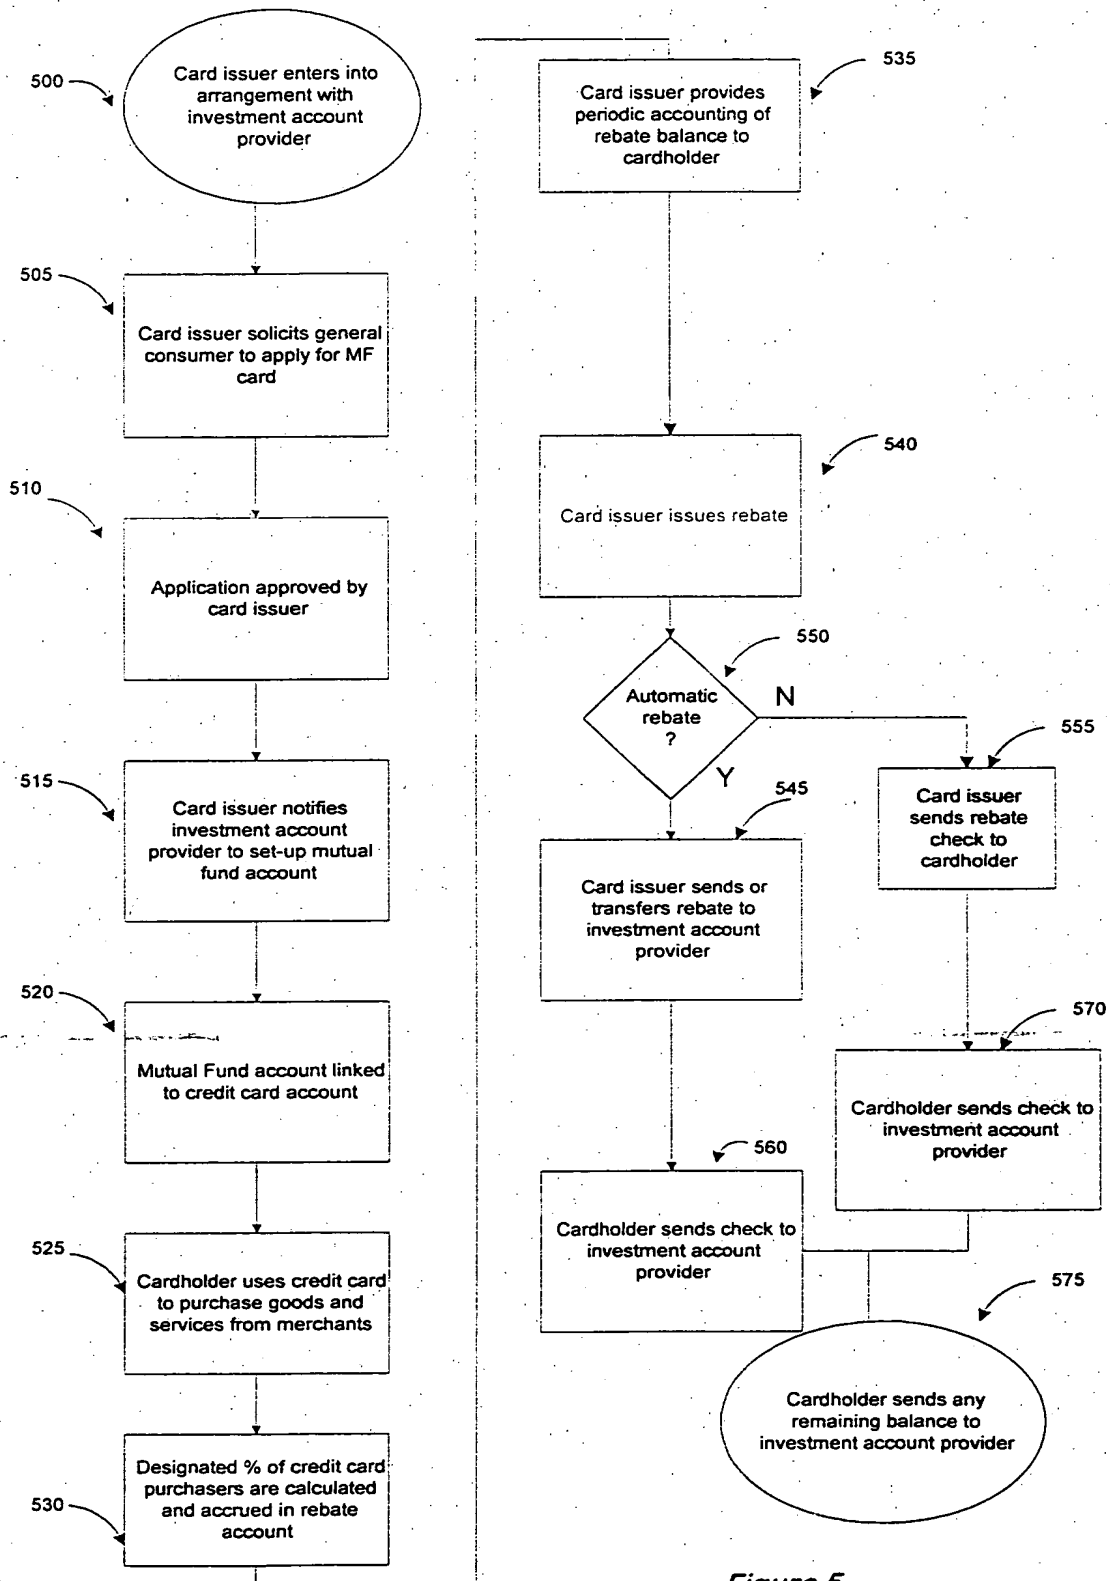 500
Card issuer enters into
arrangement with
investment account
provider
505
Card issuer solicits general
consumer to apply for MF
card
510
Application approved by
card issuer
515
Card issuer notifies
investment account
provider to set-up mutual
fund account
520
Mutual Fund account linked
to credit card account
525
Cardholder uses credit card
to purchase goods and
services from merchants
530
Designated % of credit card
purchasers are calculated
and accrued in rebate
account
535
Card issuer provides
periodic accounting of
rebate balance to
cardholder
540
Card issuer issues rebate
550
Automatic
rebate
?
N
Y
555
Card issuer
sends rebate
check to
cardholder
545
Card issuer sends or
transfers rebate to
investment account
provider
570
Cardholder sends check to
investment account
provider
560
Cardholder sends check to
investment account
provider
575
Cardholder sends any
remaining balance to
investment account provider
Figure 5